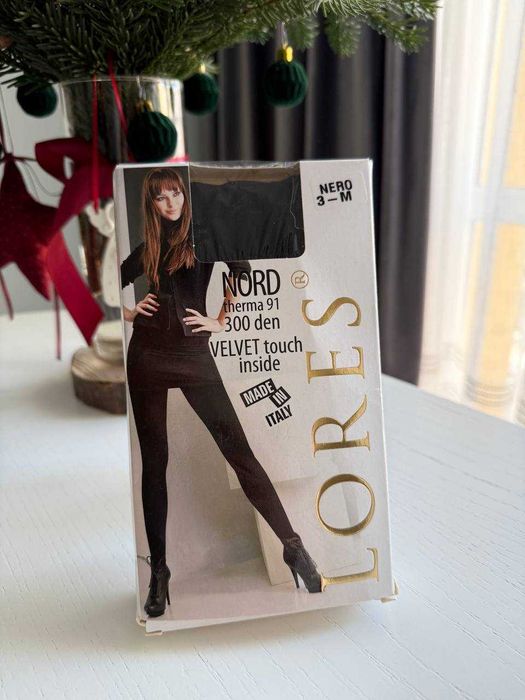 NERO
3-M
NORD
therma 91
300 den
VELVET touch
inside
MADE IN
ITALY
LORES ®